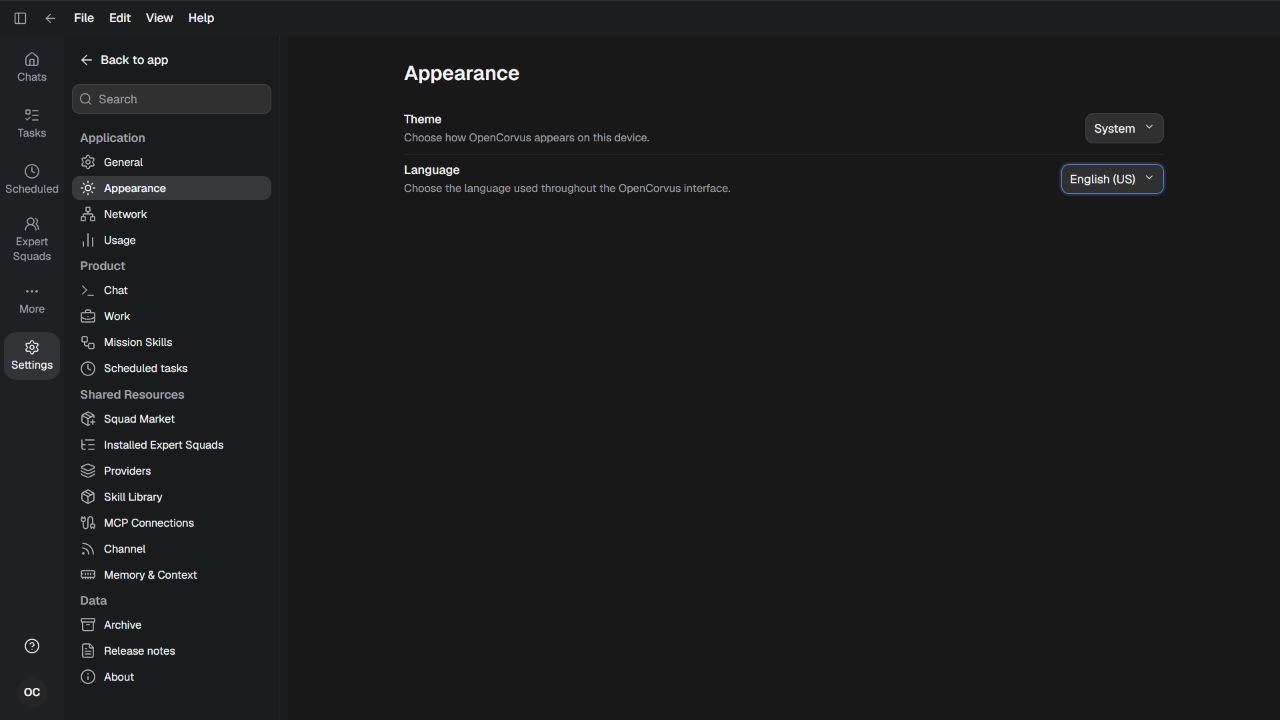 File Edit View Help
Chats
Tasks
Scheduled
Expert
Squads
More
Settings
OC
Back to app
Search
Application
General
Appearance
Network
Usage
Product
Chat
Work
Mission Skills
Scheduled tasks
Shared Resources
Squad Market
Installed Expert Squads
Providers
Skill Library
MCP Connections
Channel
Memory & Context
Data
Archive
Release notes
About
Appearance
Theme
Choose how OpenCorvus appears on this device.
System
Language
Choose the language used throughout the OpenCorvus interface.
English (US)